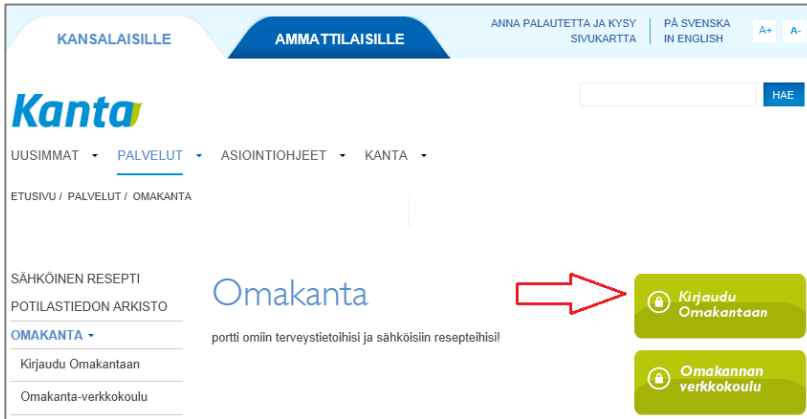 KANSALAISILLE
AMMATTILAISILLE
ANNA PALAUTETTA JA KYSY
SIVUKARTTA
PÅ SVENSKA
IN ENGLISH
A+ A-
HAE
Kanta
UUSIMMAT PALVELUT ASIOINTIOHJEET KANTA
ETUSIVU / PALVELUT / OMAKANTA
SÄHKÖINEN RESEPTI
POTILASTIEDON ARKISTO
OMAKANTA
Kirjaudu Omakantaan
Omakanta-verkkokoulu
Omakanta
portti omiin terveystietoihisi ja sähköisiin resepteihisi!
Kirjaudu
Omakantaan
Omakannan
verkkokoulu